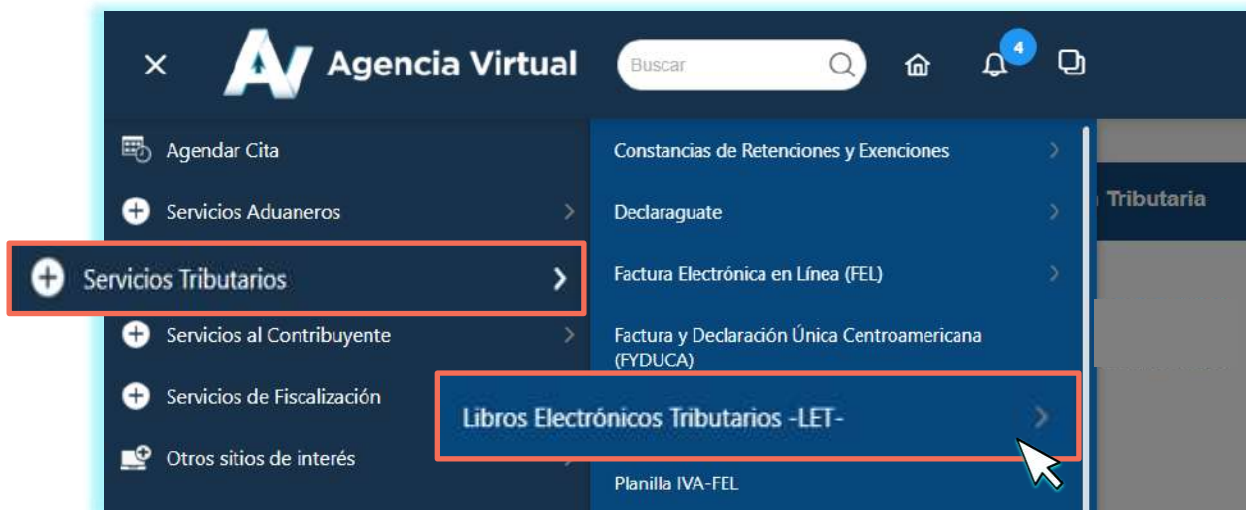 Agencia Virtual
Buscar
4
Agendar Cita
Servicios Aduaneros
Servicios Tributarios
Servicios al Contribuyente
Servicios de Fiscalización
Otros sitios de interés
Constancias de Retenciones y Exenciones
Declaraguate
Factura Electrónica en Línea (FEL)
Factura y Declaración Única Centroamericana
(FYDUCA)
Libros Electrónicos Tributarios -LET-
Planilla IVA-FEL
Tributaria